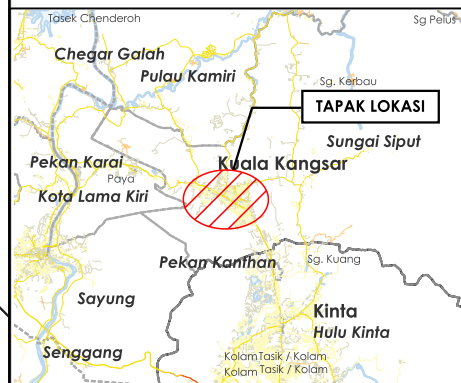 Tasek Chenderoh
Sg Pelus
Chegar Galah
Pulau Kamiri
Sg. Kerbau
TAPAK LOKASI
Sungai Siput
Pekan Karai
Kuala Kangsar
Paya
Kota Lama Kiri
Pekan Kanthan
Sg. Kuang
Sayung
Kinta
Hulu Kinta
Senggang
Kolam Tasik / Kolam
Kolam Tasik / Kolam